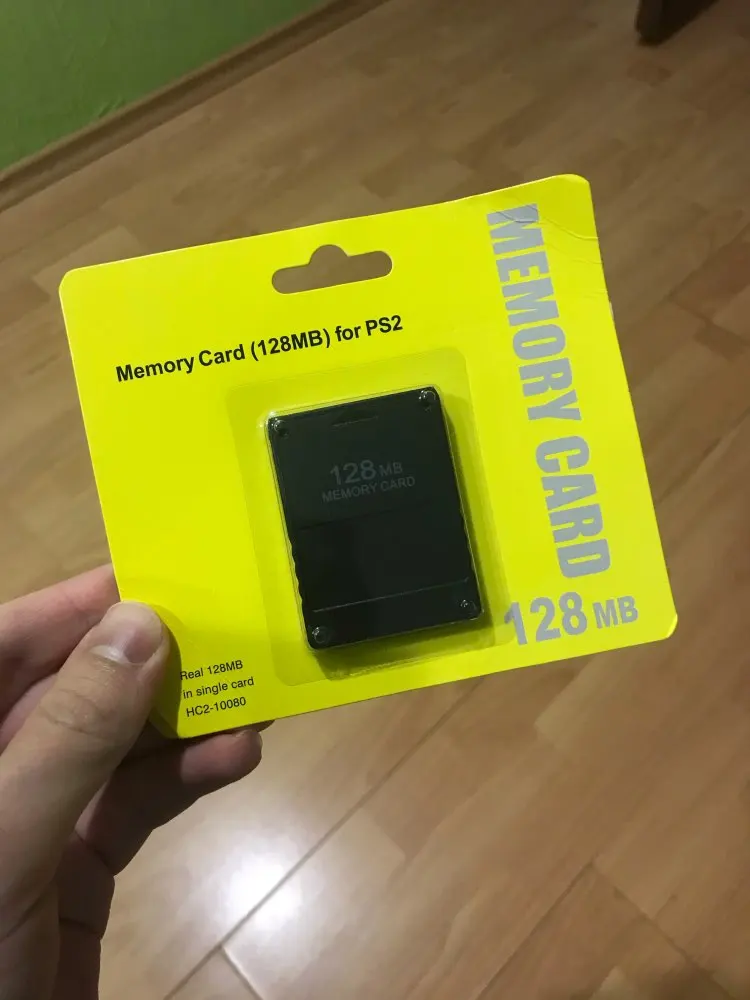 Memory Card (128MB) for PS2
MEMORY CARD
128 MB
128 MB
MEMORY CARD
Real 128MB
in single card
HC2-10080